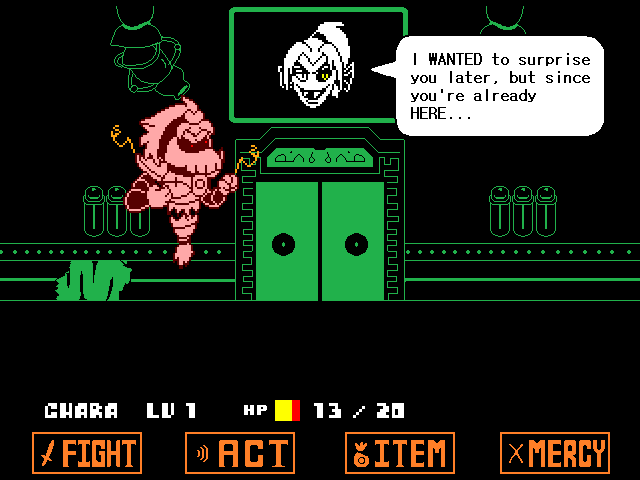 I WANTED to surprise
you later, but since
you're already
HERE...
CHARA LV 1 HP 13 / 20
FIGHT ACT ITEM MERCY